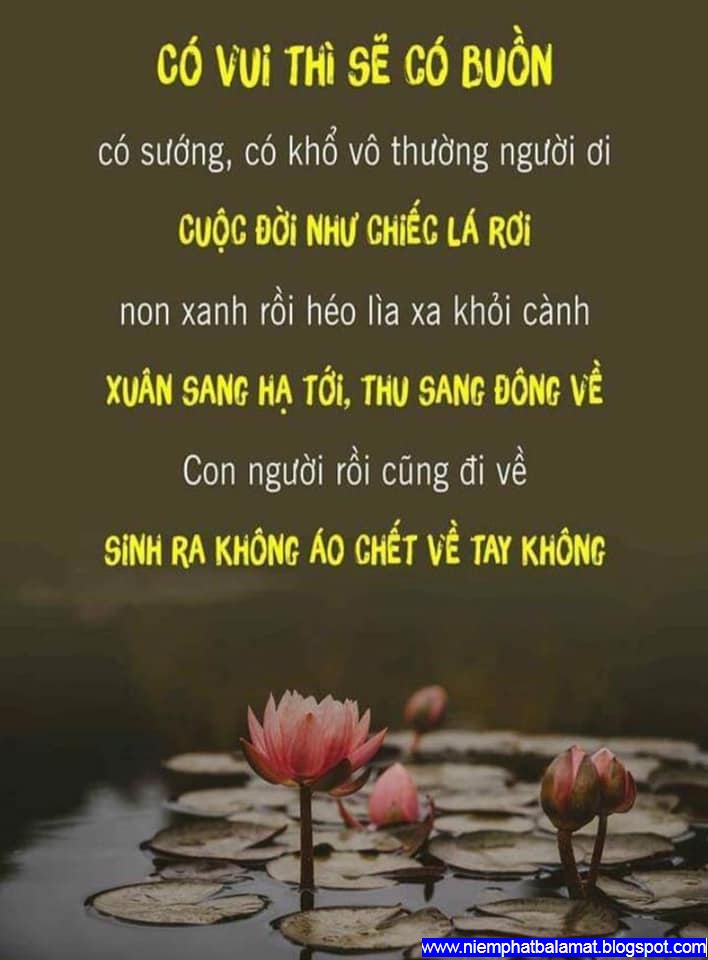 CÓ VUI THÌ SẼ CÓ BUỒN
có sướng, có khổ vô thường người ơi
CUỘC ĐỜI NHƯ CHIẾC LÁ RƠI
non xanh rồi héo lìa xa khỏi cành
XUÂN SANG HẠ TỚI, THU SANG ĐÔNG VỀ
Con người rồi cũng đi về
SINH RA KHÔNG ÁO CHẾT VỀ TAY KHÔNG
www.niemphatbalamat.blogspot.com